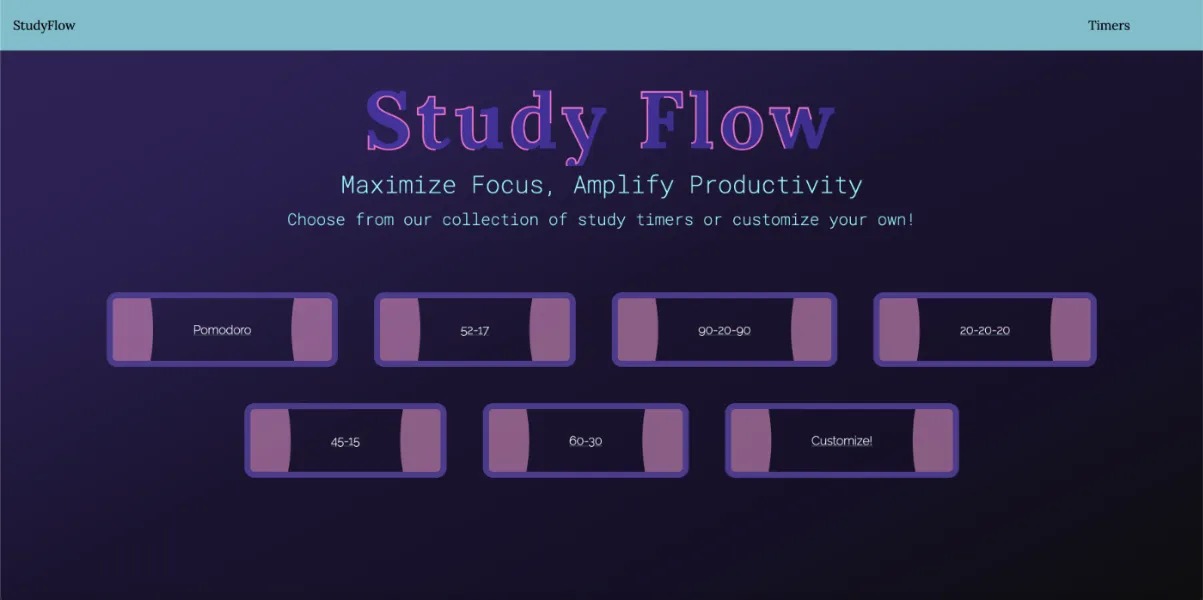 StudyFlow
Timers
Study Flow
Maximize Focus, Amplify Productivity
Choose from our collection of study timers or customize your own!
Pomodoro
52-17
90-20-90
20-20-20
45-15
60-30
Customize!